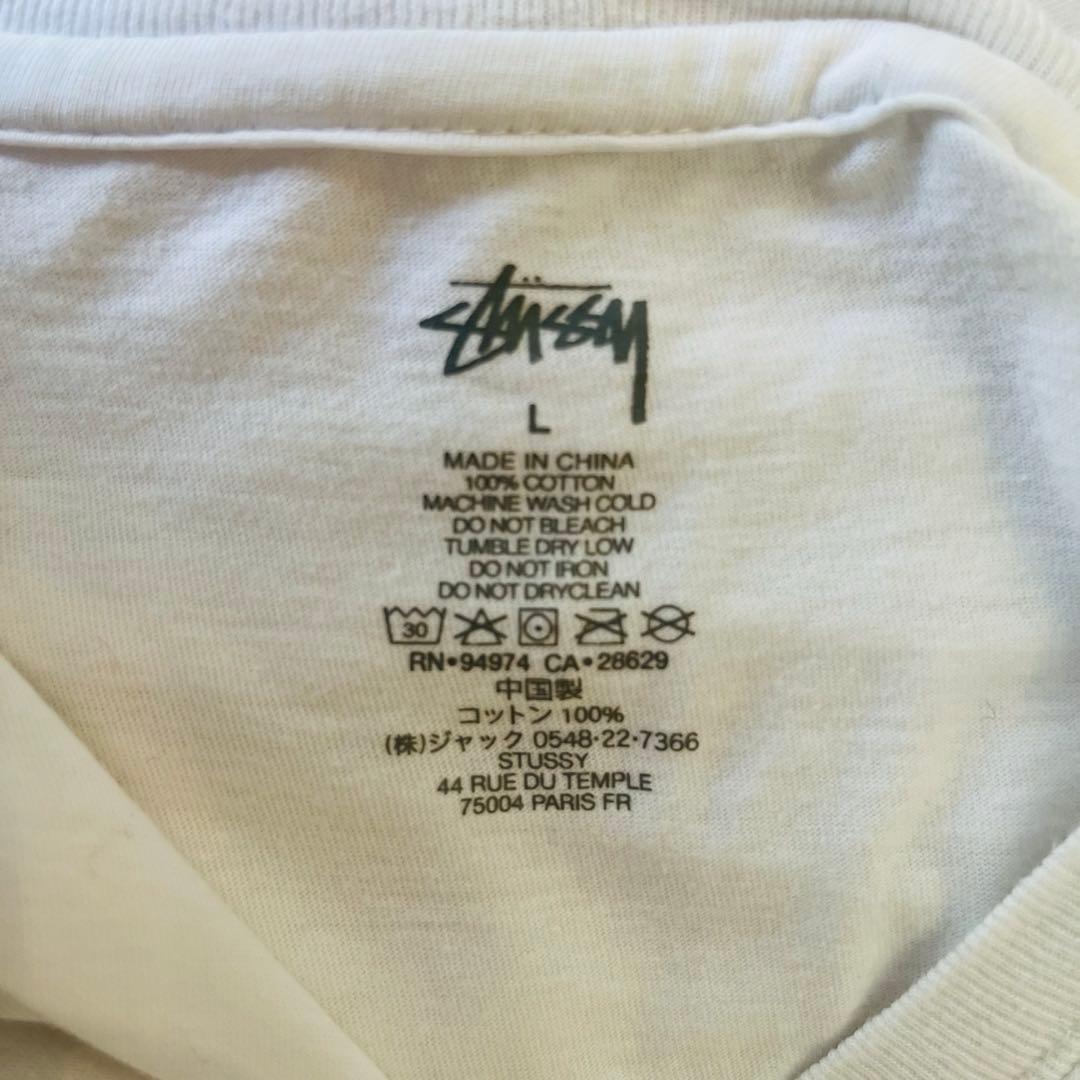 Stüssy
L
MADE IN CHINA
100% COTTON
MACHINE WASH COLD
DO NOT BLEACH
TUMBLE DRY LOW
DO NOT IRON
DO NOT DRYCLEAN
30
RN•94974 CA•28629
中国製
コットン 100%
(株)ジャック 0548·22·7366
STUSSY
44 RUE DU TEMPLE
75004 PARIS FR